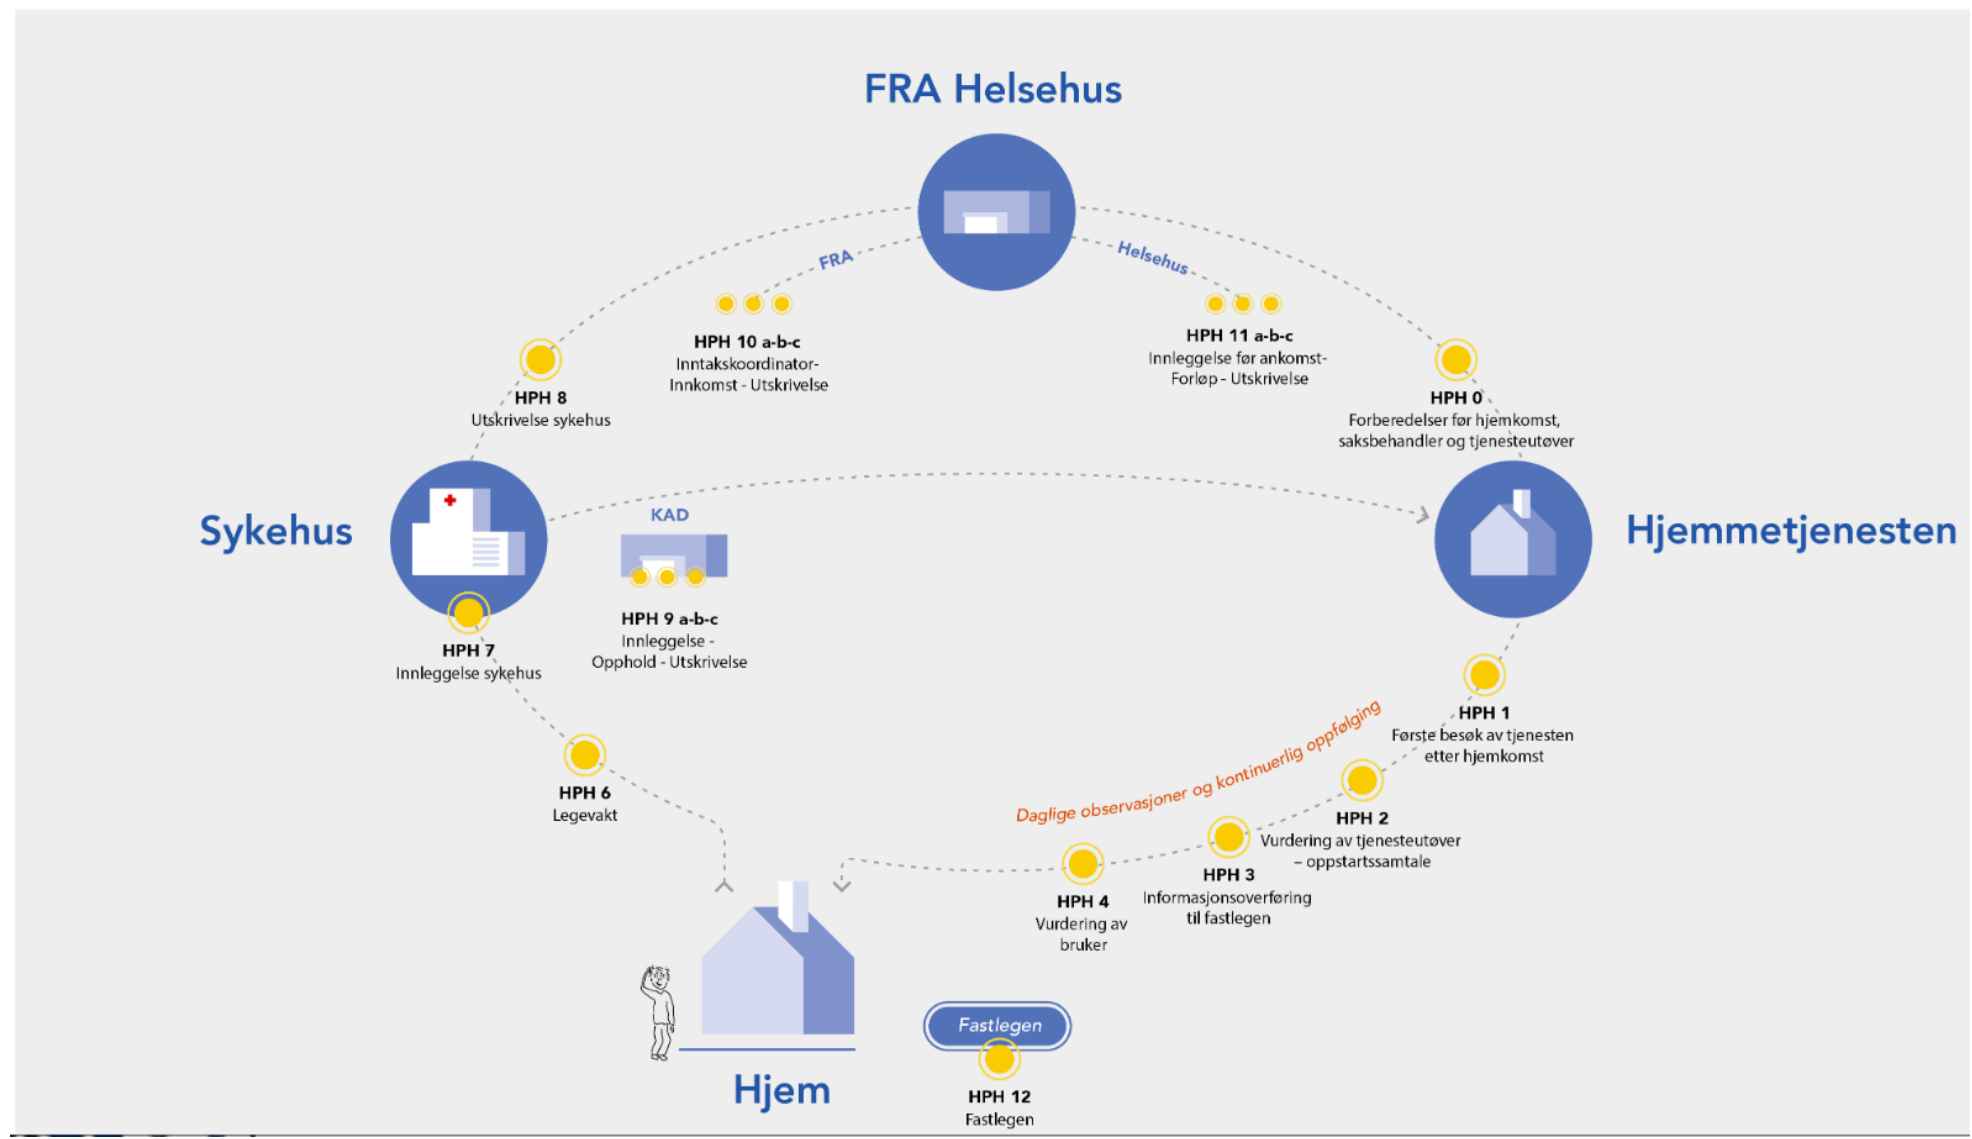 FRA Helsehus
FRA
Helsehus
HPH 10 a-b-c
Inntakskoordinator-
Innkomst - Utskrivelse
HPH 11 a-b-c
Innleggelse før ankomst-
Forløp - Utskrivelse
HPH 8
Utskrivelse sykehus
HPH 0
Forberedelser før hjemkomst,
saksbehandler og tjenesteutøver
Sykehus
KAD
Hjemmetjenesten
HPH 9 a-b-c
Innleggelse -
Opphold - Utskrivelse
HPH 7
Innleggelse sykehus
HPH 1
Første besøk av tjenesten
etter hjemkomst
Daglige observasjoner og kontinuerlig oppfølging
HPH 6
Legevakt
HPH 2
Vurdering av tjenesteutøver
– oppstartssamtale
HPH 3
Informasjonsoverføring
til fastlegen
HPH 4
Vurdering av
bruker
Hjem
Fastlegen
HPH 12
Fastlegen